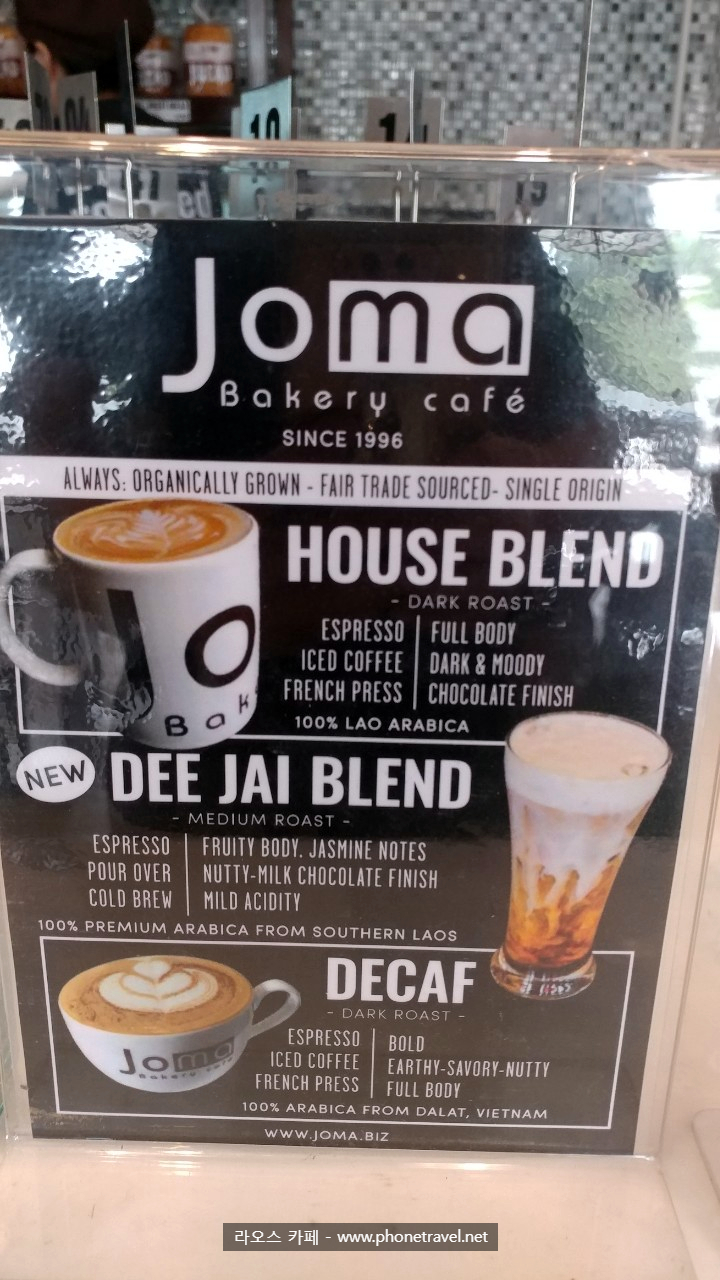 10
Joma
Bakery café
SINCE 1996
ALWAYS: ORGANICALLY GROWN - FAIR TRADE SOURCED- SINGLE ORIGIN
HOUSE BLEND
- DARK ROAST -
ESPRESSO | FULL BODY
ICED COFFEE | DARK & MOODY
FRENCH PRESS | CHOCOLATE FINISH
100% LAO ARABICA
NEW DEE JAI BLEND
- MEDIUM ROAST -
ESPRESSO | FRUITY BODY. JASMINE NOTES
POUR OVER | NUTTY-MILK CHOCOLATE FINISH
COLD BREW | MILD ACIDITY
100% PREMIUM ARABICA FROM SOUTHERN LAOS
DECAF
- DARK ROAST -
Joma
Bakery café
ESPRESSO | BOLD
ICED COFFEE | EARTHY-SAVORY-NUTTY
FRENCH PRESS | FULL BODY
100% ARABICA FROM DALAT, VIETNAM
WWW.JOMA.BIZ
라오스 카페 - www.phonetravel.net